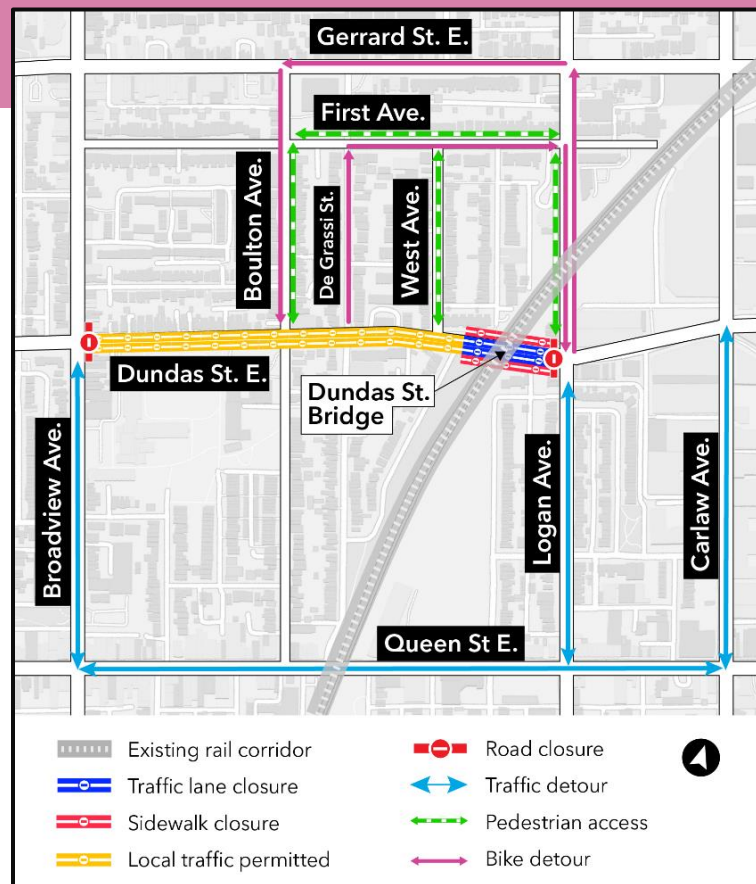 Gerrard St. E.
First Ave.
Boulton Ave.
De Grassi St.
West Ave.
Dundas St. E.
Dundas St.
Bridge
Broadview Ave.
Logan Ave.
Carlaw Ave.
Queen St E.
Existing rail corridor
Traffic lane closure
Sidewalk closure
Local traffic permitted
Road closure
Traffic detour
Pedestrian access
Bike detour